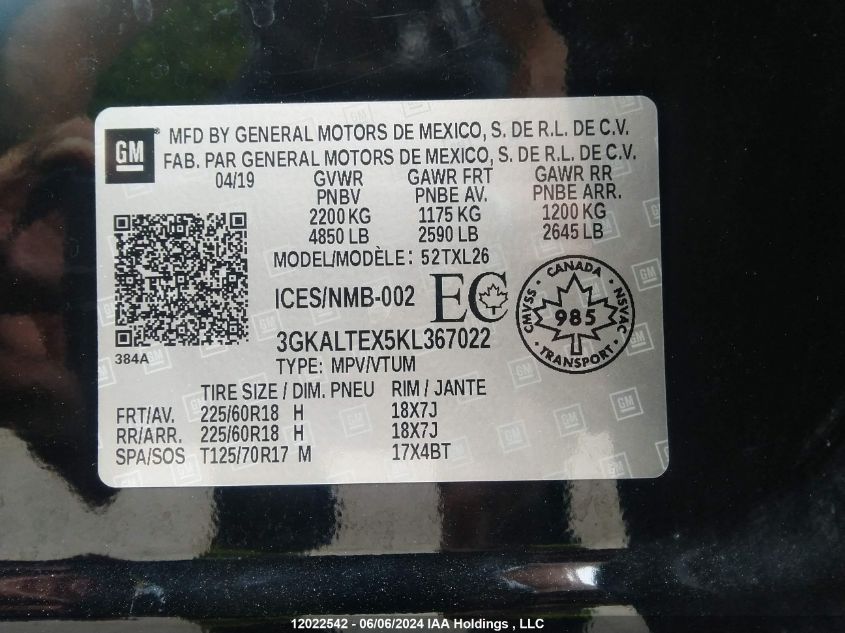 GM
MFD BY GENERAL MOTORS DE MEXICO, S. DE R.L. DE C.V.
FAB. PAR GENERAL MOTORS DE MEXICO, S. DE R.L. DE C.V.
04/19 GVWR GAWR FRT GAWR RR
PNBV PNBE AV. PNBE ARR.
2200 KG 1175 KG 1200 KG
4850 LB 2590 LB 2645 LB
MODEL/MODÈLE: 52TXL26
ICES/NMB-002 EC
CANADA
CMVSS 985 NSVAC
TRANSPORT
3GKALTEX5KL367022
384A
TYPE: MPV/VTUM
TIRE SIZE / DIM. PNEU RIM / JANTE
FRT/AV. 225/60R18 H 18X7J
RR/ARR. 225/60R18 H 18X7J
SPA/SOS T125/70R17 M 17X4BT
12022542 - 06/06/2024 IAA Holdings , LLC